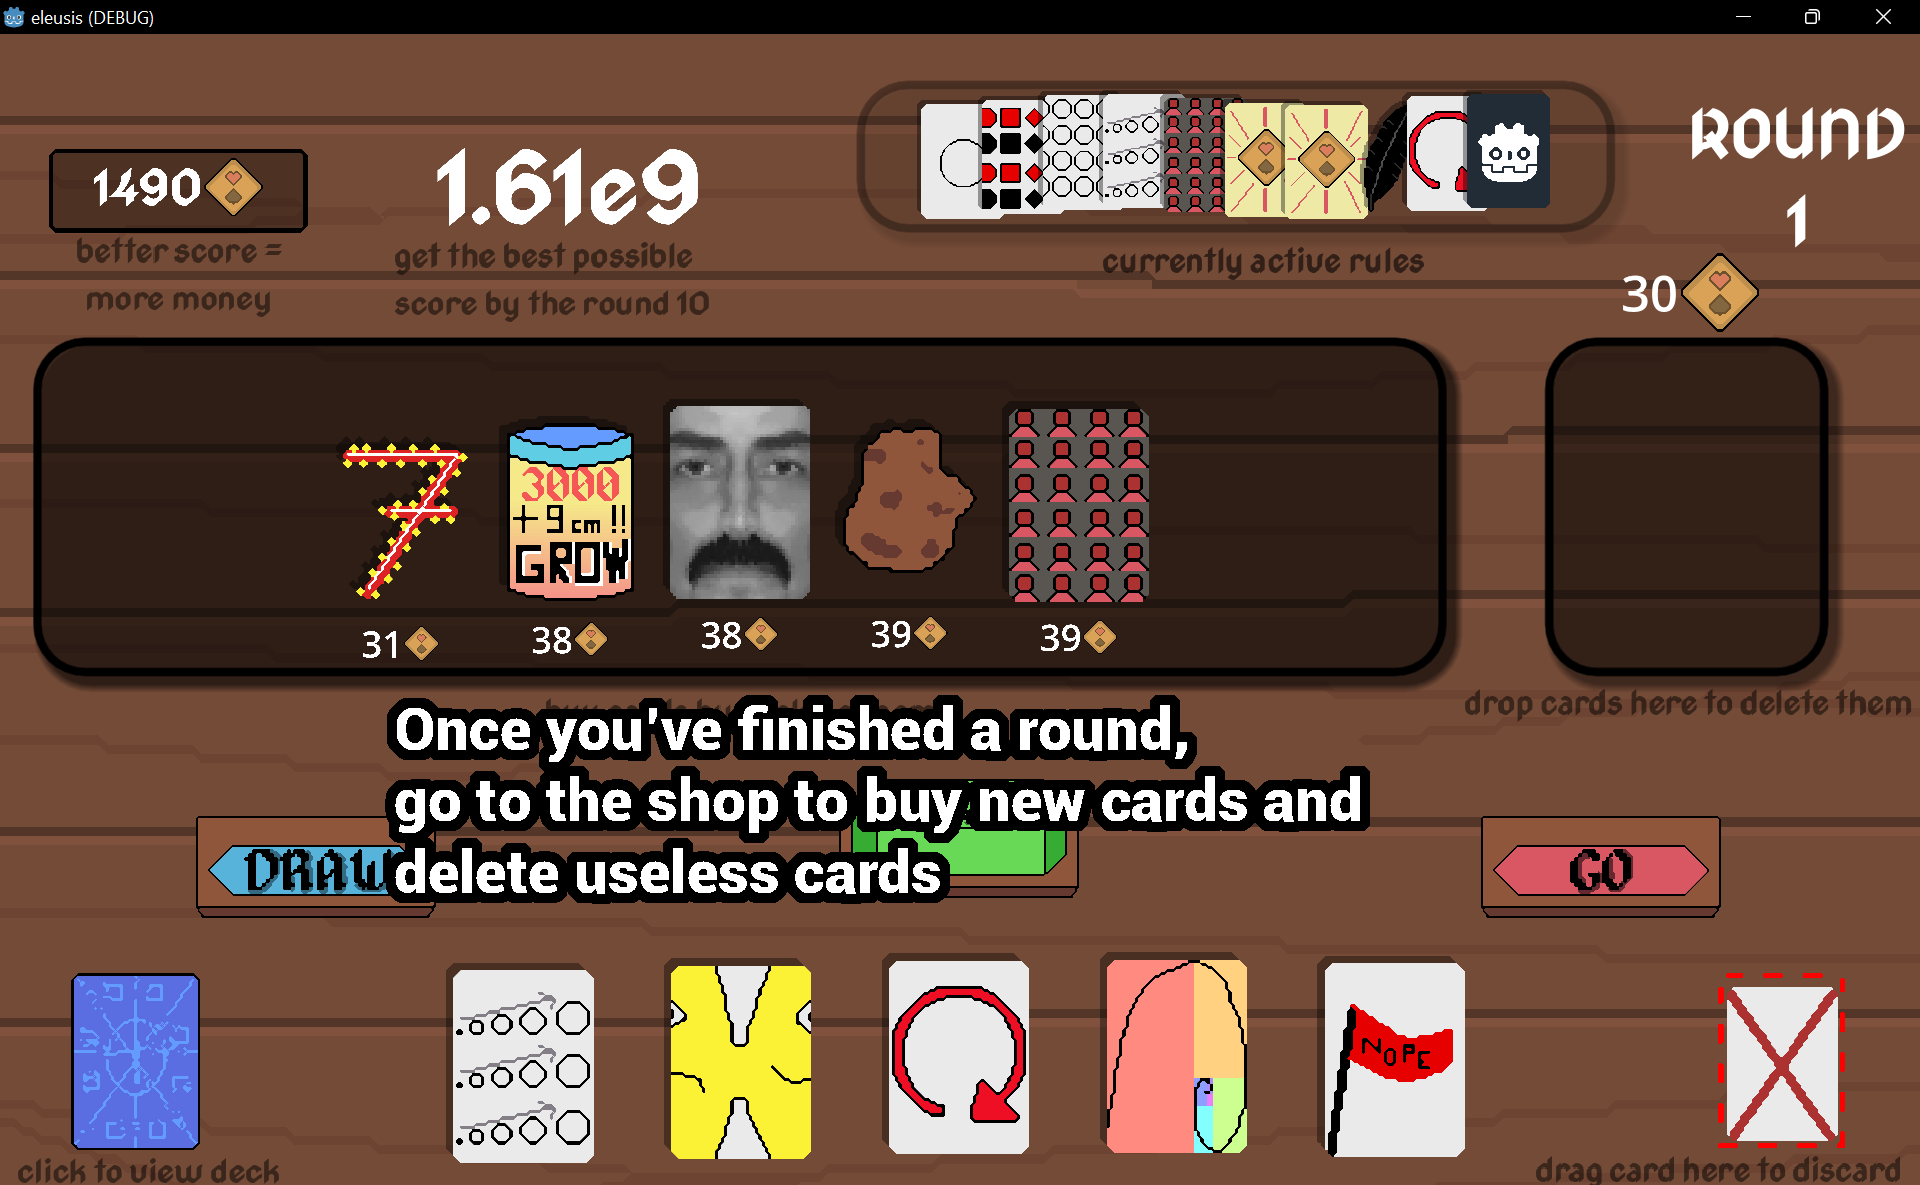 eleusis (DEBUG)
1490
better score =
more money
1.61e9
get the best possible
score by the round 10
currently active rules
ROUND
1
30
3000
+9cm!!
GROW
31
38
38
39
39
drop cards here to delete them
Once you've finished a round,
go to the shop to buy new cards and
delete useless cards
DRAW
GO
NOPE
click to view deck
drag card here to discard